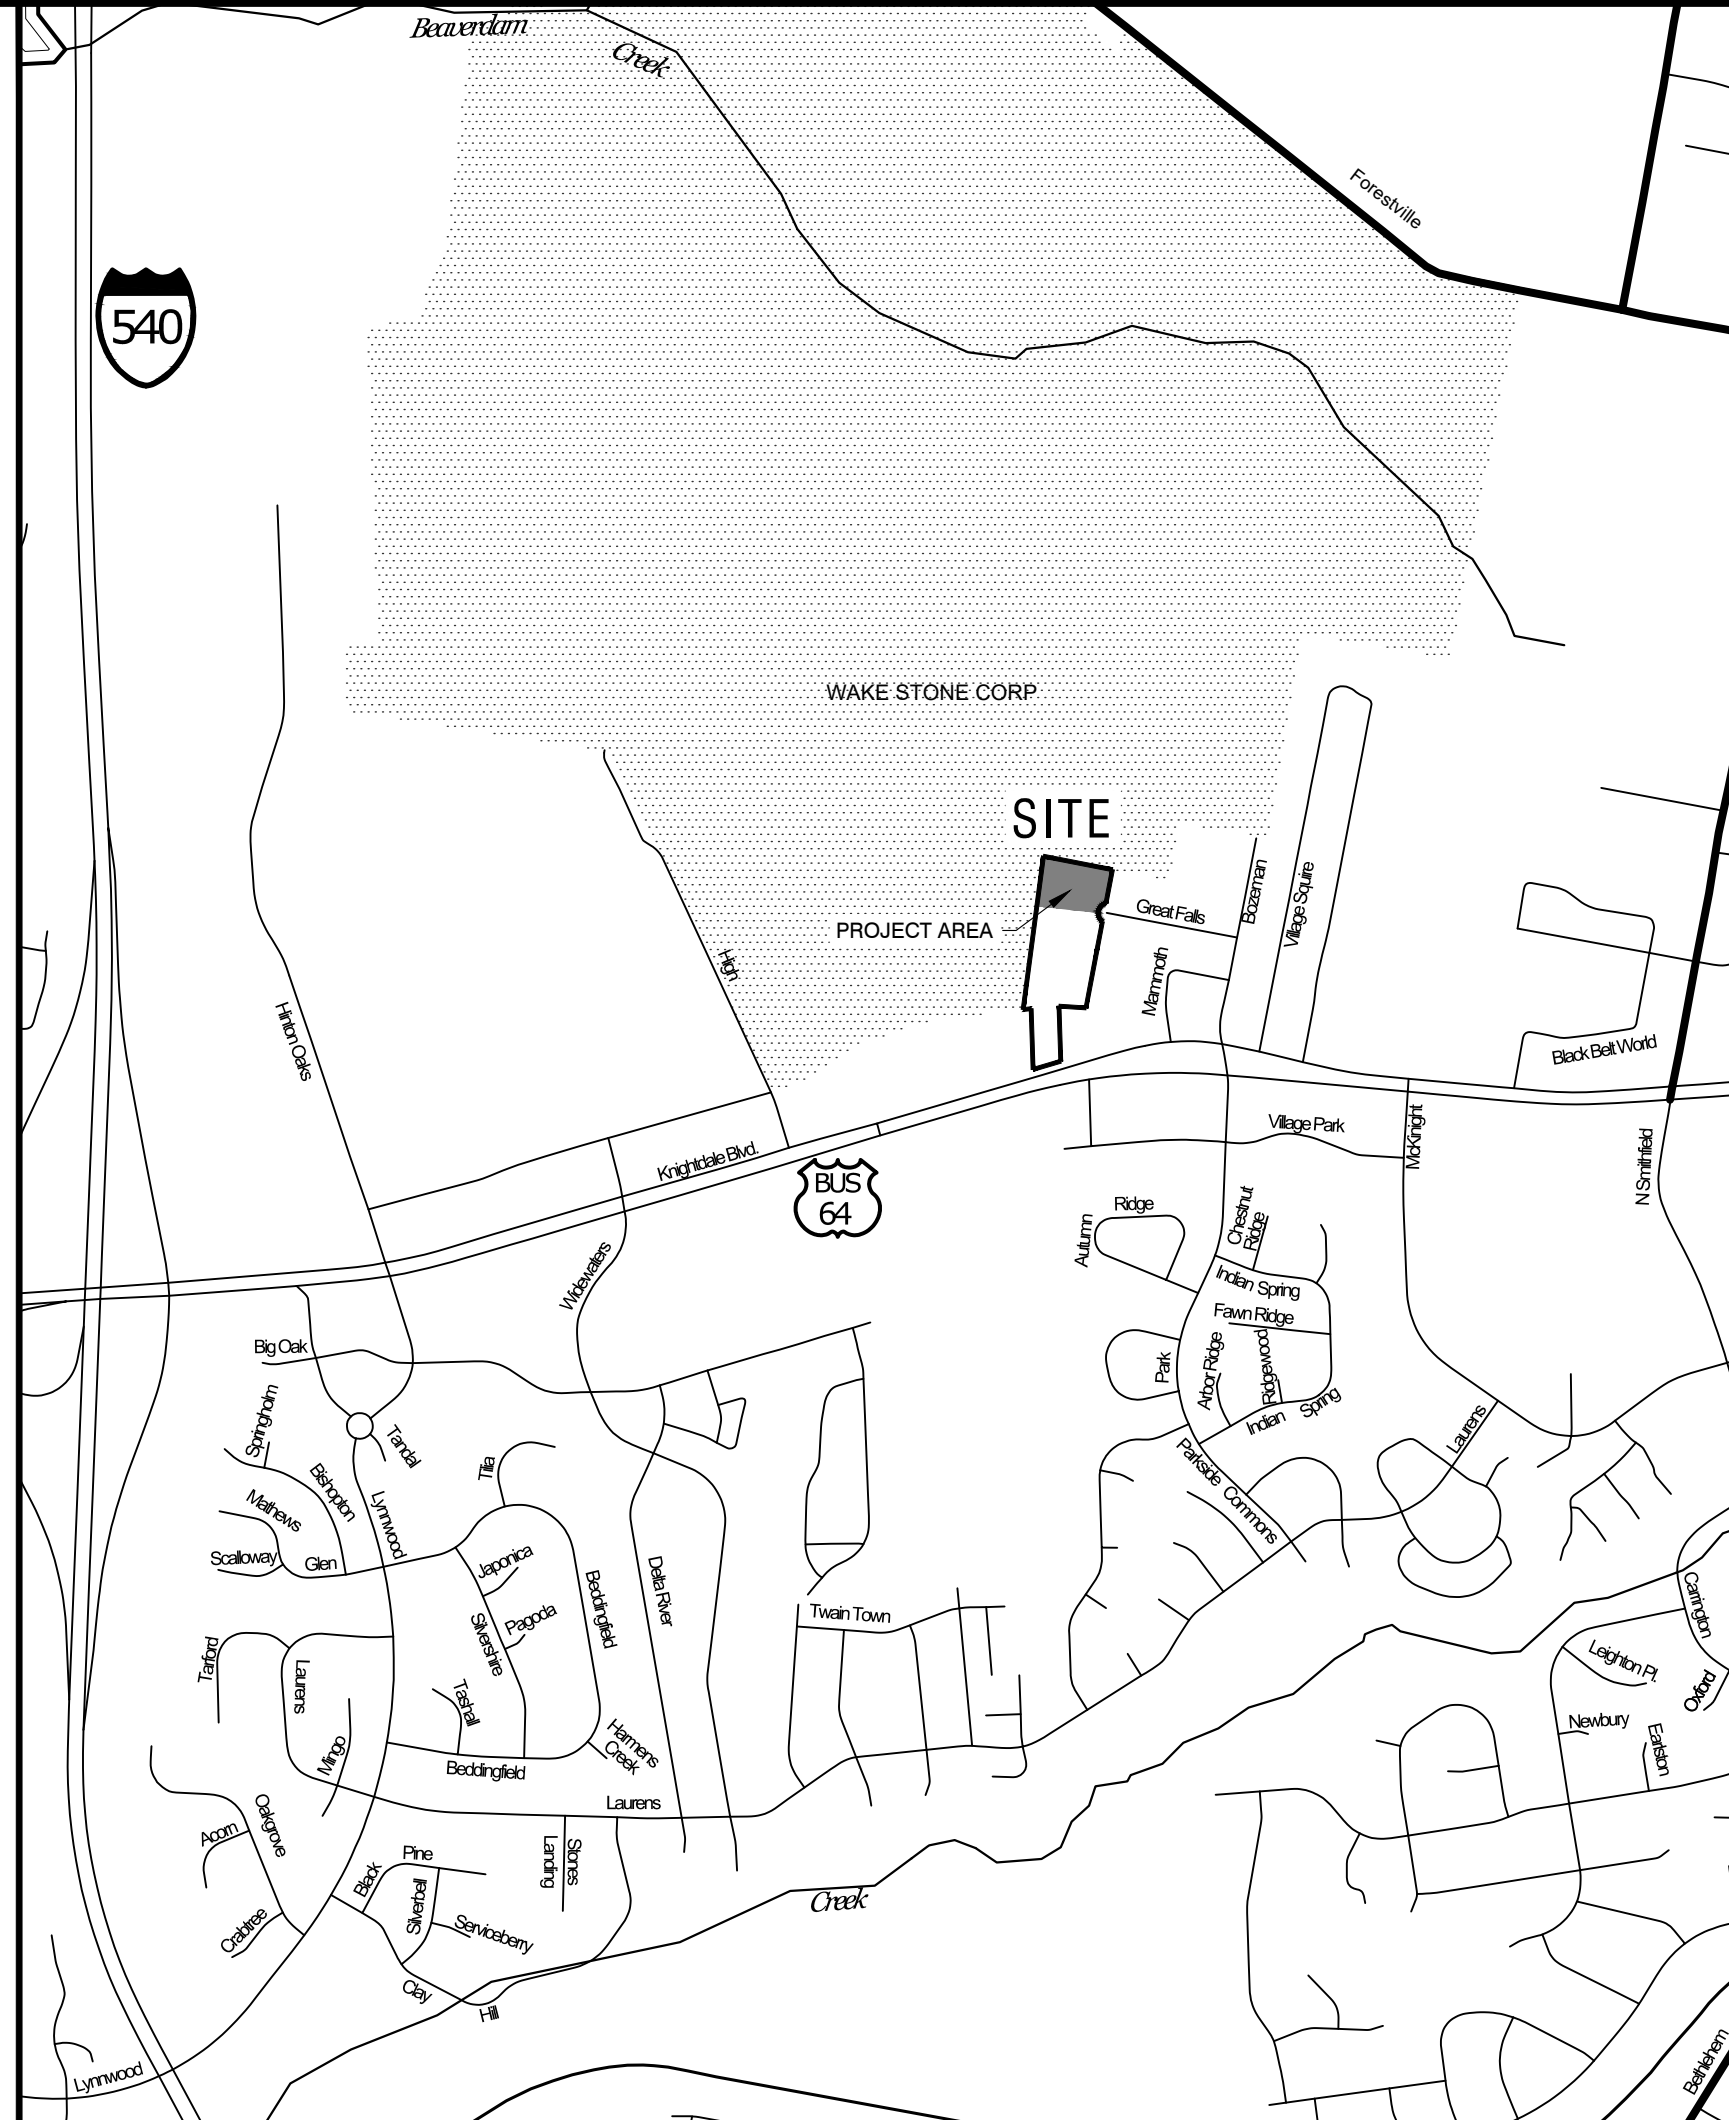 Beaverdam
Creek
Forestville
540
WAKE STONE CORP
SITE
PROJECT AREA
Great Falls
Bozeman
Village Squire
Mammoth
High
Hinton Oaks
Black Belt World
Village Park
McKnight
N Smithfield
Knightdale Blvd.
BUS
64
Ridge
Autumn
Chestnut
Ridge
Widewaters
Indian Spring
Fawn Ridge
Big Oak
Park
Arbor Ridge
Ridgewood
Indian
Spring
Springholm
Tandal
Laurens
Tilia
Parkside
Commons
Bishopton
Mathews
Lynnwood
Scalloway
Glen
Japonica
Beddingfield
Delta River
Carrington
Twain Town
Pagoda
Silvershire
Tarford
Laurens
Leighton Pl.
Oxford
Tashall
Newbury
Earlston
Mingo
Harmens
Creek
Beddingfield
Laurens
Oakgrove
Acorn
Pine
Black
Stones
Landing
Silverbell
Creek
Crabtree
Serviceberry
Clay
Hill
Lynnwood
Bethlehem